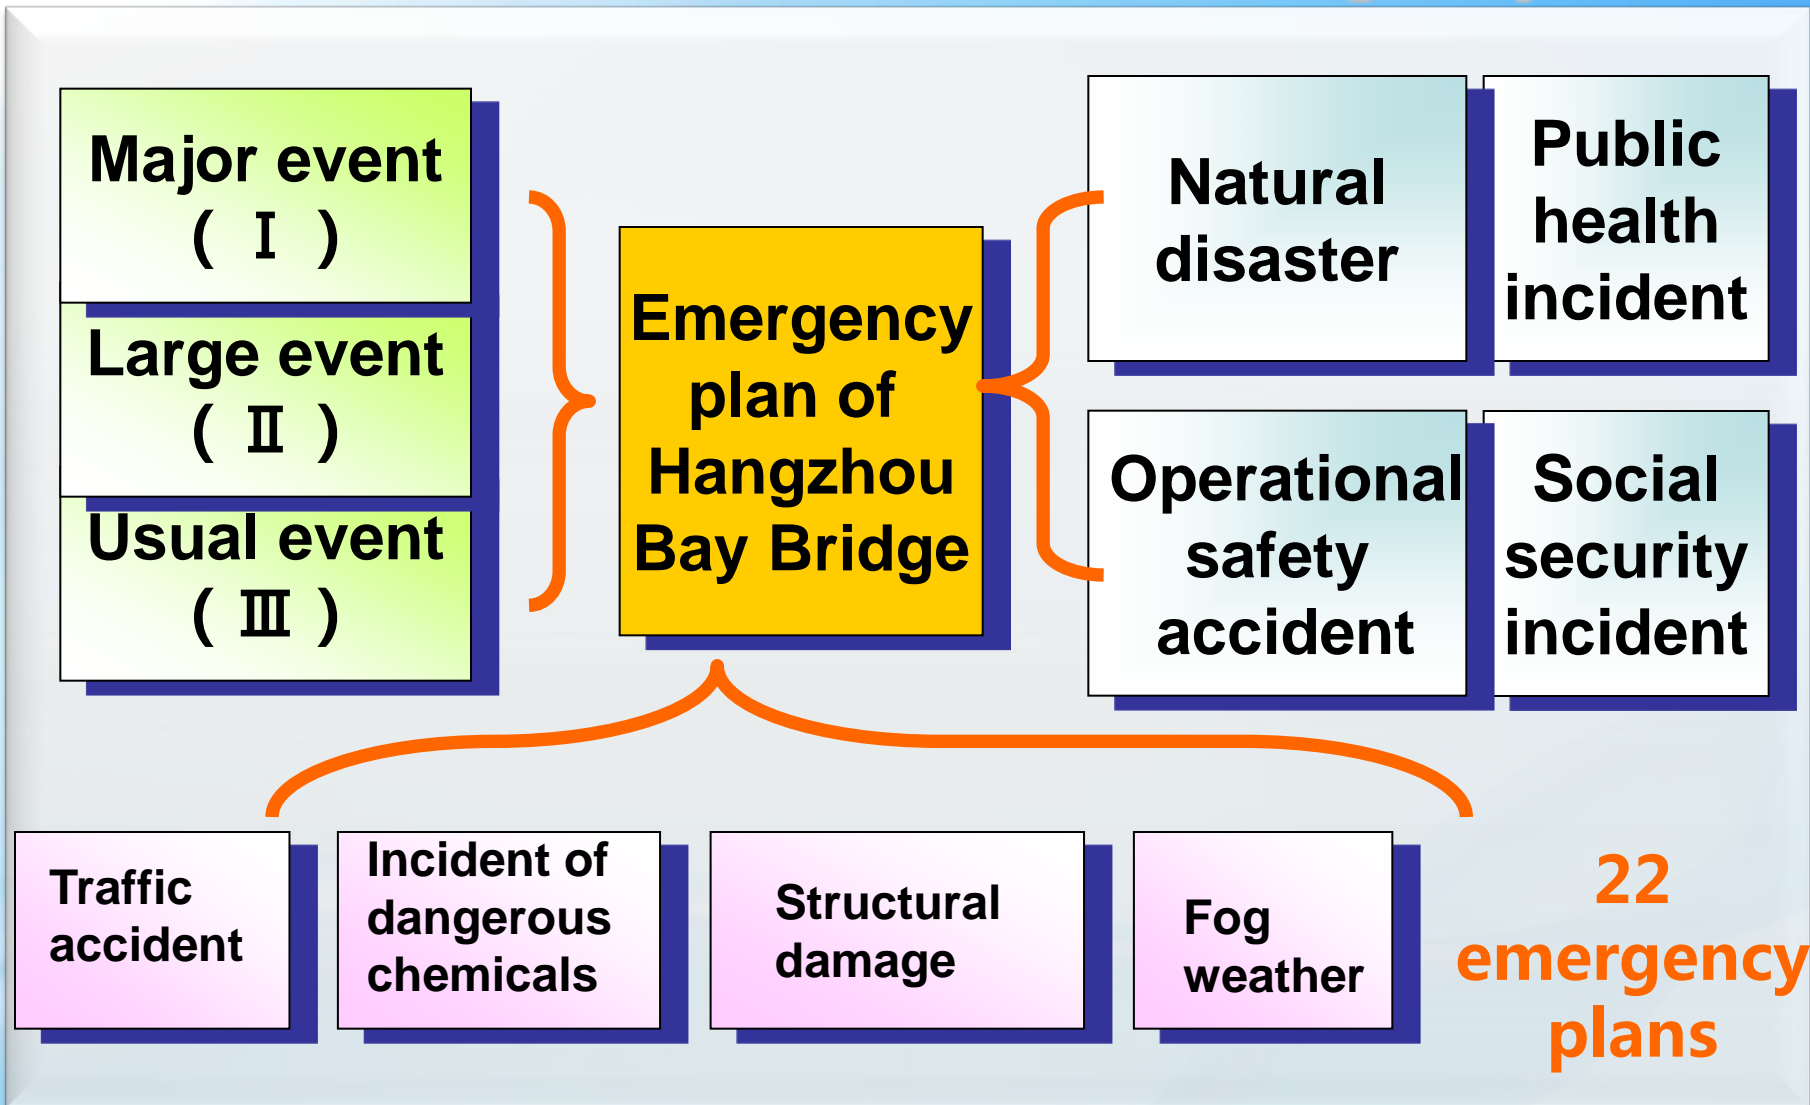 Major event
( Ⅰ )
Large event
( Ⅱ )
Usual event
( Ⅲ )
Emergency
plan of
Hangzhou
Bay Bridge
Natural
disaster
Public
health
incident
Operational
safety
accident
Social
security
incident
Traffic
accident
Incident of
dangerous
chemicals
Structural
damage
Fog
weather
22
emergency
plans